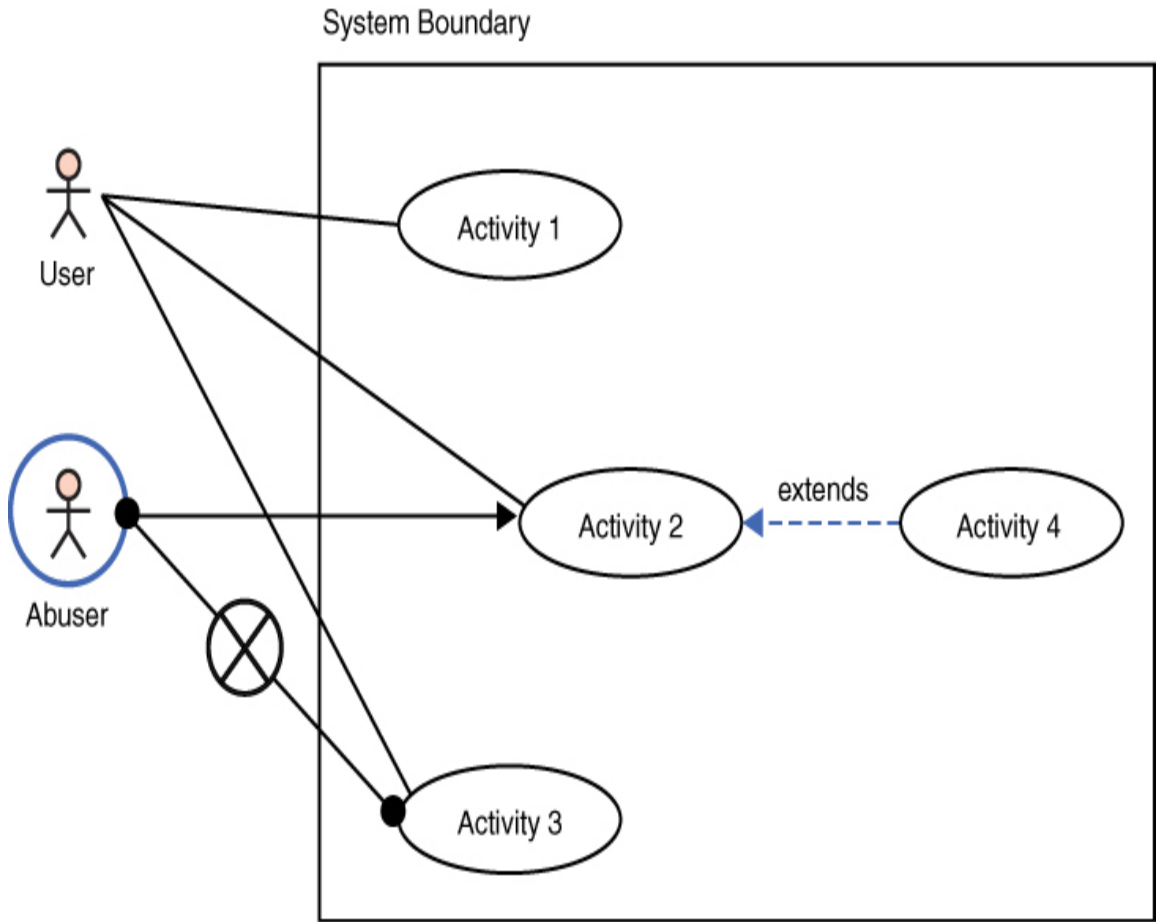 System Boundary
User
Activity 1
Abuser
Activity 2
extends
Activity 4
Activity 3